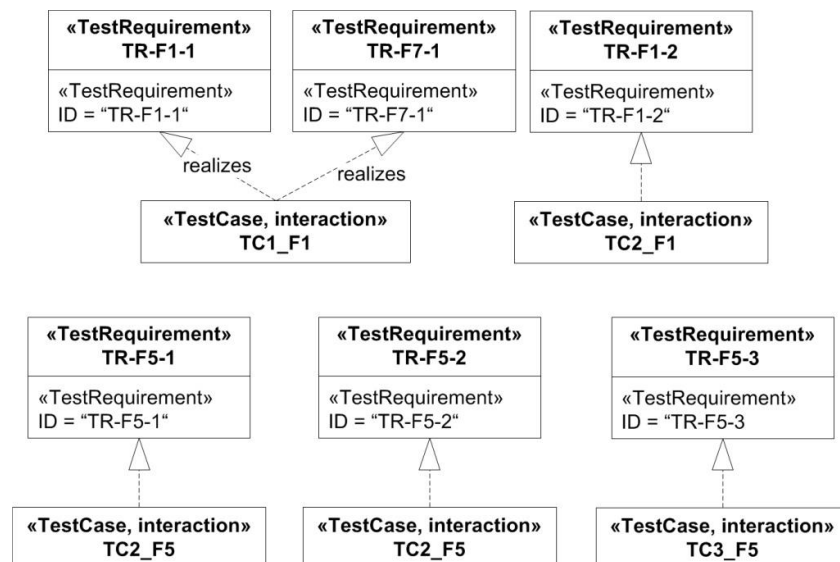 «TestRequirement»
TR-F1-1
«TestRequirement»
ID = “TR-F1-1“
«TestRequirement»
TR-F7-1
«TestRequirement»
ID = “TR-F7-1“
«TestRequirement»
TR-F1-2
«TestRequirement»
ID = “TR-F1-2“
realizes
realizes
«TestCase, interaction»
TC1_F1
«TestCase, interaction»
TC2_F1
«TestRequirement»
TR-F5-1
«TestRequirement»
ID = “TR-F5-1“
«TestRequirement»
TR-F5-2
«TestRequirement»
ID = “TR-F5-2“
«TestRequirement»
TR-F5-3
«TestRequirement»
ID = “TR-F5-3
«TestCase, interaction»
TC2_F5
«TestCase, interaction»
TC2_F5
«TestCase, interaction»
TC3_F5